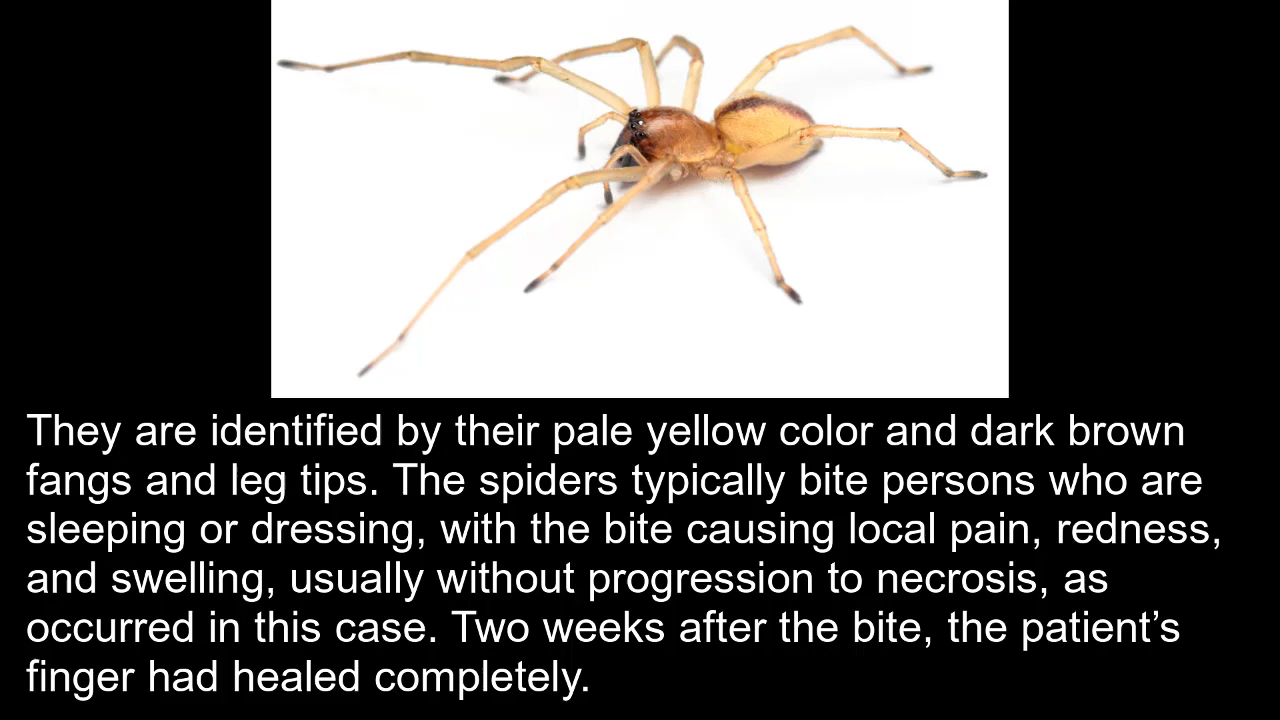 They are identified by their pale yellow color and dark brown
fangs and leg tips. The spiders typically bite persons who are
sleeping or dressing, with the bite causing local pain, redness,
and swelling, usually without progression to necrosis, as
occurred in this case. Two weeks after the bite, the patient’s
finger had healed completely.